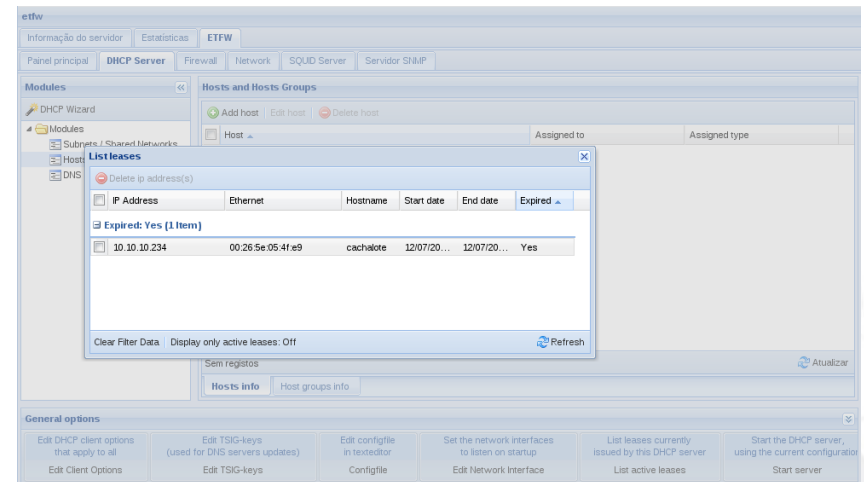 etfw
Informação do servidor Estatísticas ETFW
Painel principal DHCP Server Firewall Network SQUID Server Servidor SNMP
Modules
Hosts and Hosts Groups
DHCP Wizard
Add host Edit host Delete host
Modules
Host Assigned to Assigned type
Subnets / Shared Networks
List leases
Hosts
DNS
Delete ip address(s)
IP Address Ethernet Hostname Start date End date Expired
Expired: Yes (1 Item)
10.10.10.234 00:26:5e:05:4f:e9 cachalote 12/07/20... 12/07/20... Yes
Clear Filter Data Display only active leases: Off Refresh
Sem registos Atualizar
Hosts info Host groups info
General options
Edit DHCP client options that apply to all
Edit TSIG-keys (used for DNS servers updates)
Edit configfile in texteditor
Set the network interfaces to listen on startup
List leases currently issued by this DHCP server
Start the DHCP server, using the current configuration
Edit Client Options Edit TSIG-keys Configfile Edit Network Interface List active leases Start server